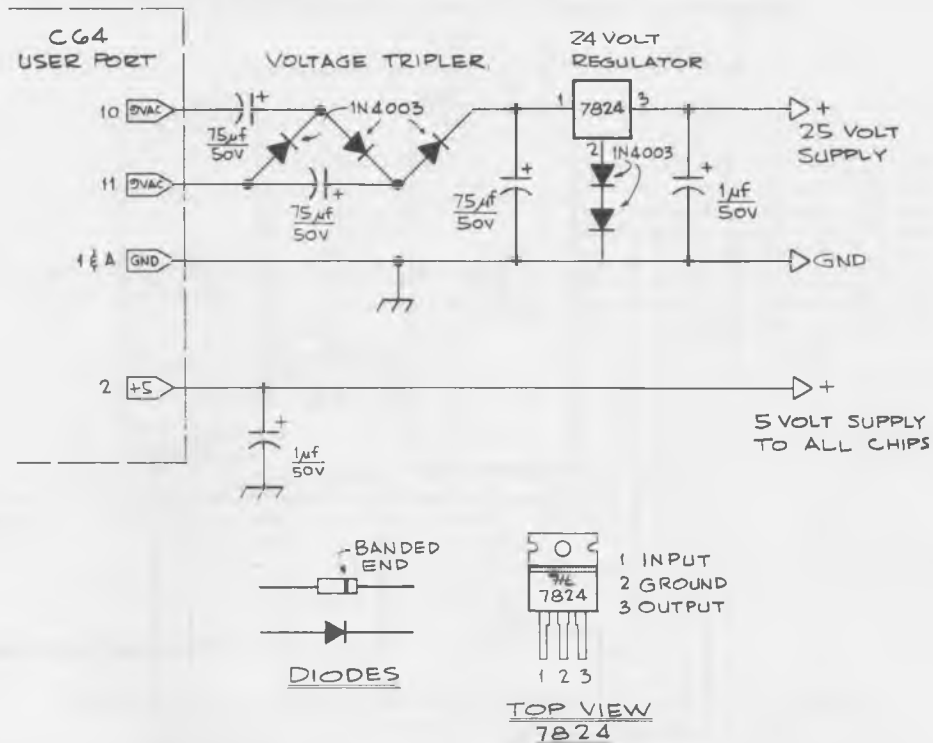 C64
USER PORT
VOLTAGE TRIPLER
24 VOLT
REGULATOR
10 9VAC
+
75µf
50V
1N4003
1 7824 3
2
1N4003
+
25 VOLT
SUPPLY
11 9VAC
+
75µf
50V
+
75µf
50V
+
1µf
50V
1 & A GND
GND
2 +5
+
5 VOLT SUPPLY
TO ALL CHIPS
+
1µf
50V
BANDED
END
DIODES
7824
1 INPUT
2 GROUND
3 OUTPUT
1 2 3
TOP VIEW
7824